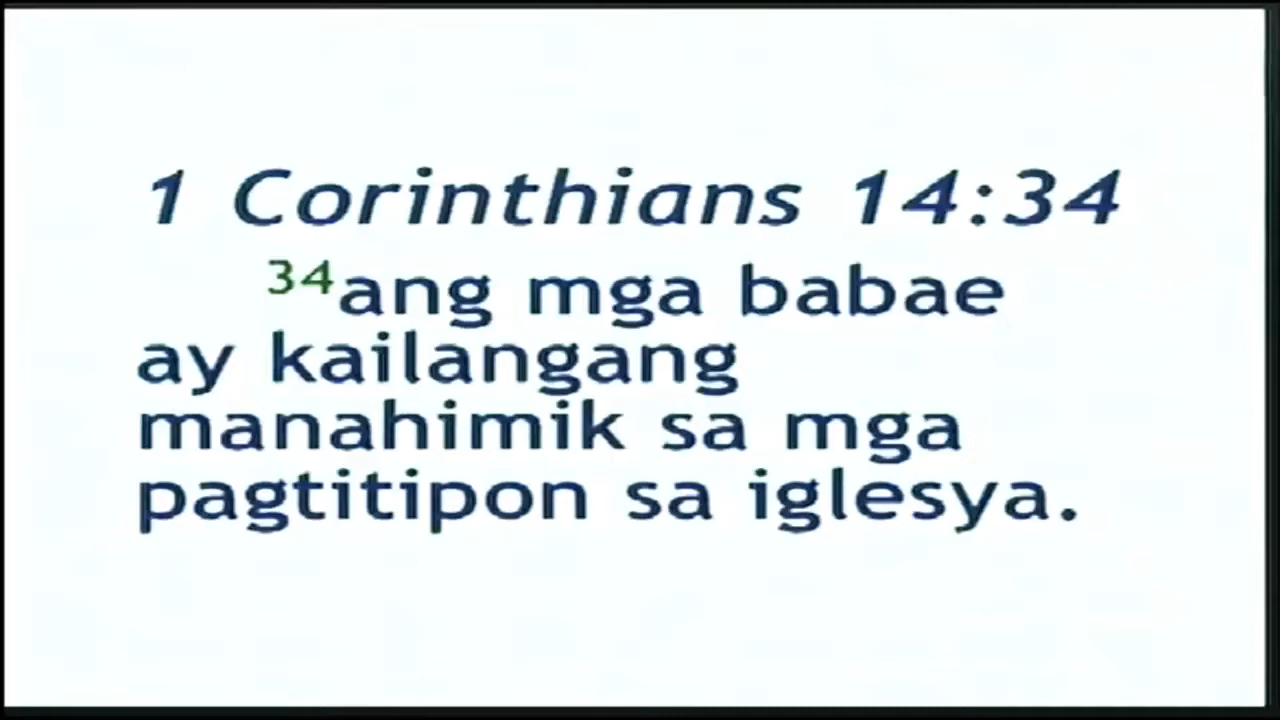 1 Corinthians 14:34
34ang mga babae
ay kailangang
manahimik sa mga
pagtitipon sa iglesya.